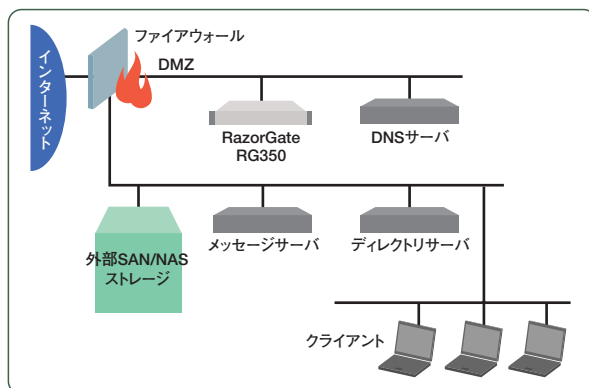 ファイアウォール
インターネット
DMZ
RazorGate
RG350
DNSサーバ
外部SAN/NAS
ストレージ
メッセージサーバ
ディレクトリサーバ
クライアント